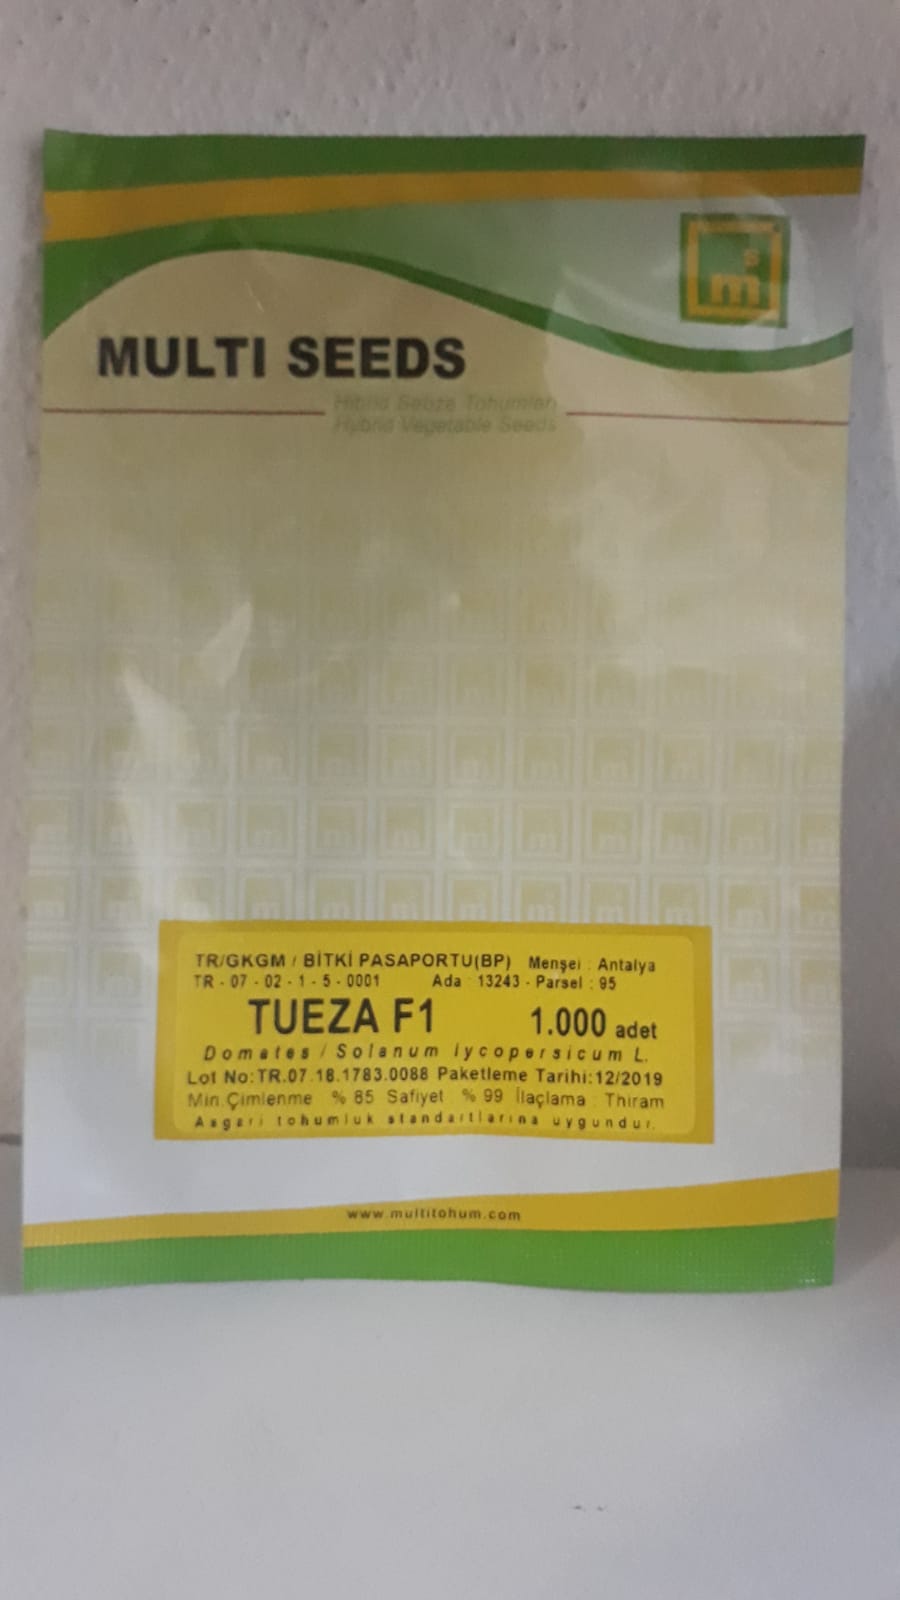 s
m
MULTI SEEDS
Hibrid Sebze Tohumları
Hybrid Vegetable Seeds
TR/GKGM / BİTKİ PASAPORTU(BP) Menşei : Antalya
TR - 07 - 02 - 1 - 5 - 0001 Ada : 13243 - Parsel : 95
TUEZA F1 1.000 adet
Domates / Solanum lycopersicum L.
Lot No:TR.07.18.1783.0088 Paketleme Tarihi:12/2019
Min.Çimlenme % 85 Safiyet % 99 İlaçlama : Thiram
Asgari tohumluk standartlarına uygundur.
www.multitohum.com